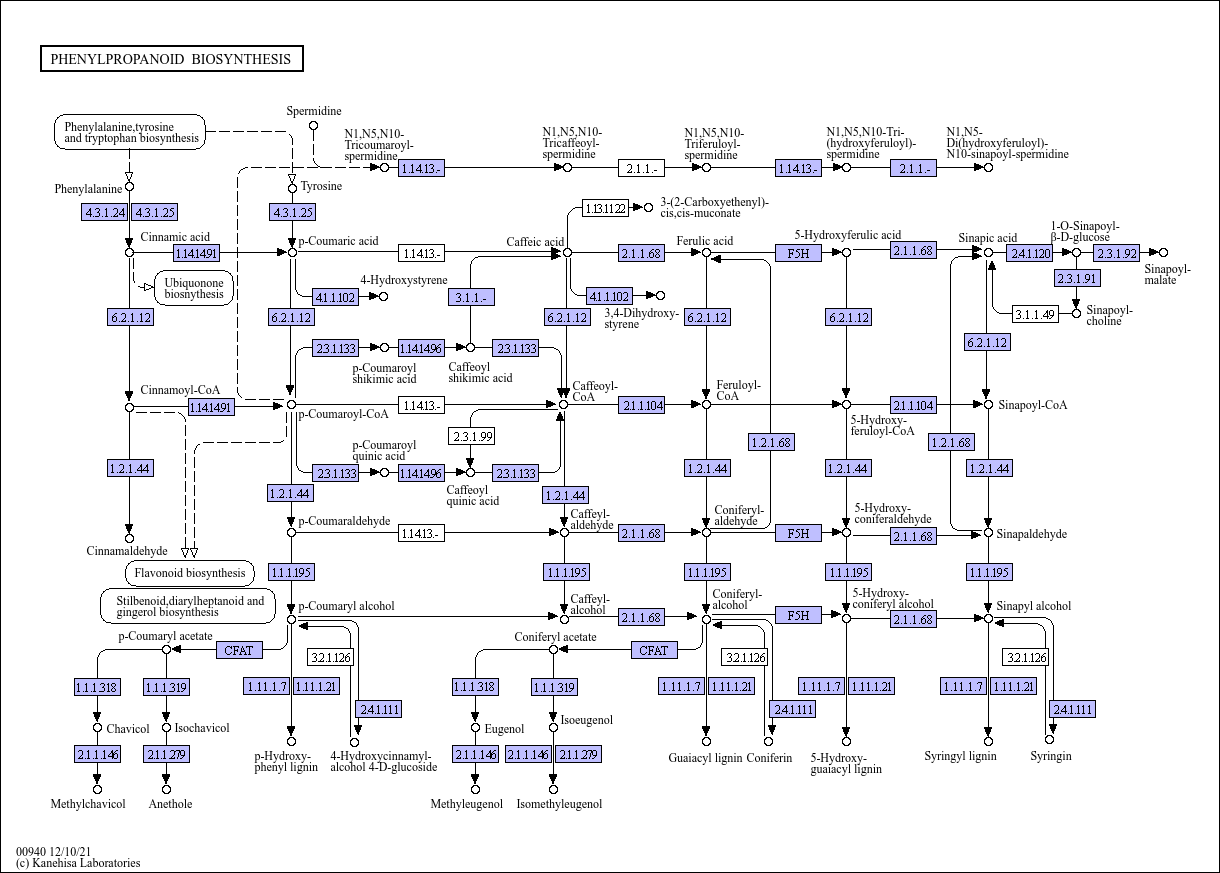 PHENYLPROPANOID BIOSYNTHESIS
Spermidine
Phenylalanine,tyrosine
and tryptophan biosynthesis
N1,N5,N10-
Tricoumaroyl-
spermidine
1.14.13.-
N1,N5,N10-
Tricaffeoyl-
spermidine
2.1.1.-
N1,N5,N10-
Triferuloyl-
spermidine
1.14.13.-
N1,N5,N10-Tri-
(hydroxyferuloyl)-
spermidine
2.1.1.-
N1,N5-
Di(hydroxyferuloyl)-
N10-sinapoyl-spermidine
Phenylalanine
Tyrosine
4.3.1.24
4.3.1.25
4.3.1.25
1.13.11.22
3-(2-Carboxyethenyl)-
cis,cis-muconate
Cinnamic acid
1.14.14.91
p-Coumaric acid
1.14.13.-
Caffeic acid
2.1.1.68
Ferulic acid
F5H
5-Hydroxyferulic acid
2.1.1.68
Sinapic acid
2.4.1.120
1-O-Sinapoyl-
β-D-glucose
2.3.1.92
Sinapoyl-
malate
Ubiquonone
biosnythesis
4-Hydroxystyrene
4.1.1.102
3.1.1.-
4.1.1.102
3,4-Dihydroxy-
styrene
2.3.1.91
3.1.1.49
Sinapoyl-
choline
6.2.1.12
6.2.1.12
6.2.1.12
6.2.1.12
6.2.1.12
6.2.1.12
2.3.1.133
1.14.14.96
2.3.1.133
p-Coumaroyl
shikimic acid
Caffeoyl
shikimic acid
Cinnamoyl-CoA
1.14.14.91
p-Coumaroyl-CoA
1.14.13.-
Caffeoyl-
CoA
2.1.1.104
Feruloyl-
CoA
2.1.1.104
5-Hydroxy-
feruloyl-CoA
Sinapoyl-CoA
2.3.1.99
1.2.1.68
1.2.1.68
p-Coumaroyl
quinic acid
2.3.1.133
1.14.14.96
2.3.1.133
Caffeoyl
quinic acid
1.2.1.44
1.2.1.44
1.2.1.44
1.2.1.44
1.2.1.44
1.2.1.44
Cinnamaldehyde
p-Coumaraldehyde
1.14.13.-
Caffeyl-
aldehyde
2.1.1.68
Coniferyl-
aldehyde
F5H
5-Hydroxy-
coniferaldehyde
2.1.1.68
Sinapaldehyde
Flavonoid biosynthesis
Stilbenoid,diarylheptanoid and
gingerol biosynthesis
1.1.1.195
1.1.1.195
1.1.1.195
1.1.1.195
1.1.1.195
p-Coumaryl alcohol
Caffeyl-
alcohol
2.1.1.68
Coniferyl-
alcohol
F5H
5-Hydroxy-
coniferyl alcohol
2.1.1.68
Sinapyl alcohol
p-Coumaryl acetate
CFAT
Coniferyl acetate
CFAT
3.2.1.126
3.2.1.126
3.2.1.126
1.1.1.318
1.1.1.319
1.11.1.7
1.11.1.21
1.1.1.318
1.1.1.319
1.11.1.7
1.11.1.21
1.11.1.7
1.11.1.21
1.11.1.7
1.11.1.21
2.4.1.111
2.4.1.111
2.4.1.111
Chavicol
Isochavicol
Eugenol
Isoeugenol
2.1.1.146
2.1.1.279
2.1.1.146
2.1.1.146
2.1.1.279
p-Hydroxy-
phenyl lignin
4-Hydroxycinnamyl-
alcohol 4-D-glucoside
Guaiacyl lignin
Coniferin
5-Hydroxy-
guaiacyl lignin
Syringyl lignin
Syringin
Methylchavicol
Anethole
Methyleugenol
Isomethyleugenol
00940 12/10/21
(c) Kanehisa Laboratories